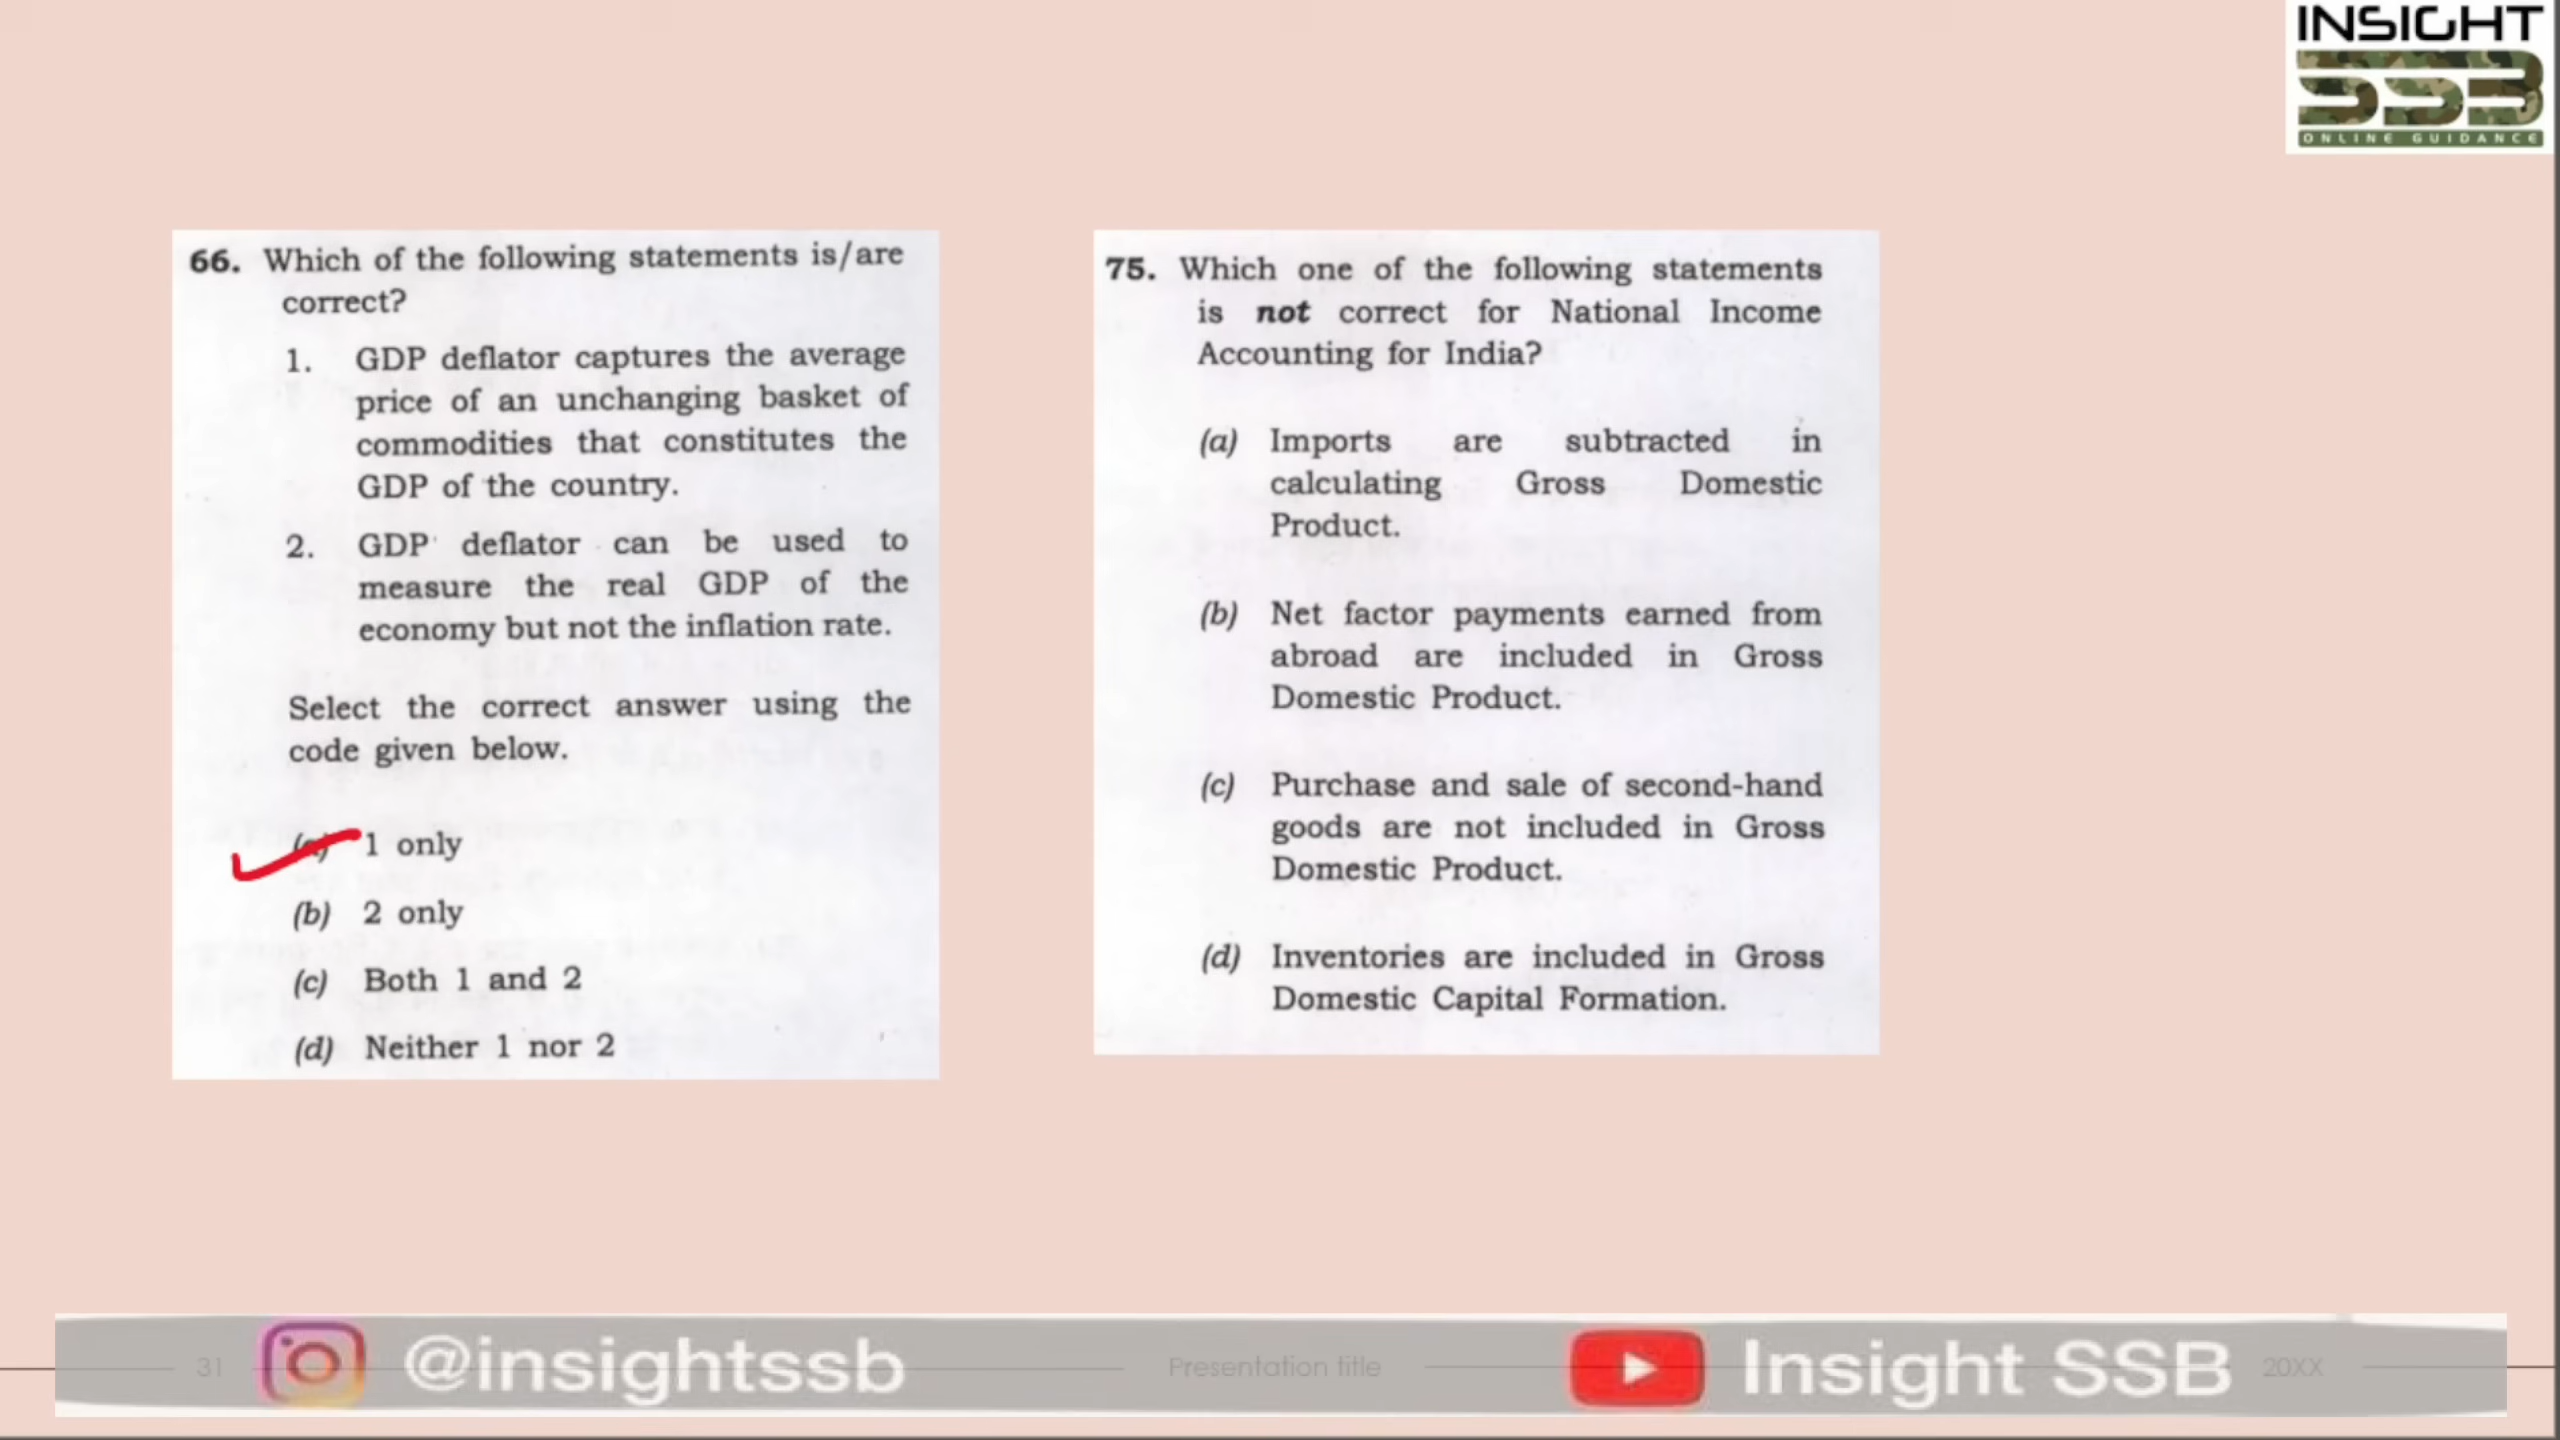 INSIGHT
SSB
ONLINE GUIDANCE
66. Which of the following statements is/are
correct?
1. GDP deflator captures the average
price of an unchanging basket of
commodities that constitutes the
GDP of the country.
2. GDP deflator can be used to
measure the real GDP of the
economy but not the inflation rate.
Select the correct answer using the
code given below.
(a) 1 only
(b) 2 only
(c) Both 1 and 2
(d) Neither 1 nor 2
75. Which one of the following statements
is not correct for National Income
Accounting for India?
(a) Imports are subtracted in
calculating Gross Domestic
Product.
(b) Net factor payments earned from
abroad are included in Gross
Domestic Product.
(c) Purchase and sale of second-hand
goods are not included in Gross
Domestic Product.
(d) Inventories are included in Gross
Domestic Capital Formation.
31 @insightssb Presentation title Insight SSB 20XX